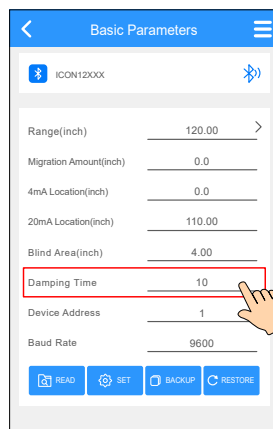 Basic Parameters
ICON12XXX
Range(inch) 120.00
Migration Amount(inch) 0.0
4mA Location(inch) 0.0
20mA Location(inch) 110.00
Blind Area(inch) 4.00
Damping Time 10
Device Address 1
Baud Rate 9600
READ SET BACKUP RESTORE